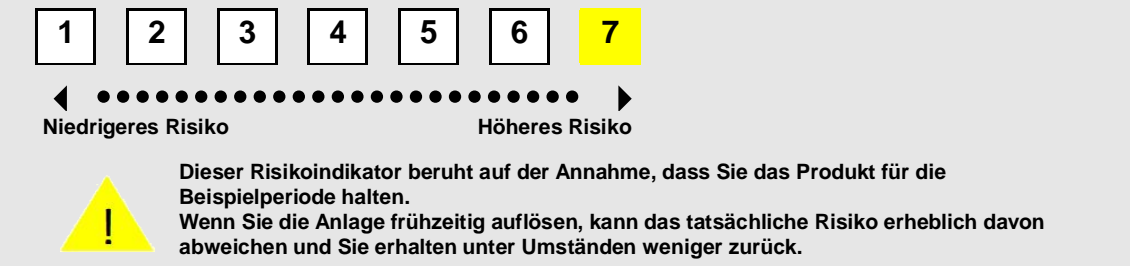 1 2 3 4 5 6 7
Niedrigeres Risiko Höheres Risiko
Dieser Risikoindikator beruht auf der Annahme, dass Sie das Produkt für die
Beispielperiode halten.
!
Wenn Sie die Anlage frühzeitig auflösen, kann das tatsächliche Risiko erheblich davon
abweichen und Sie erhalten unter Umständen weniger zurück.